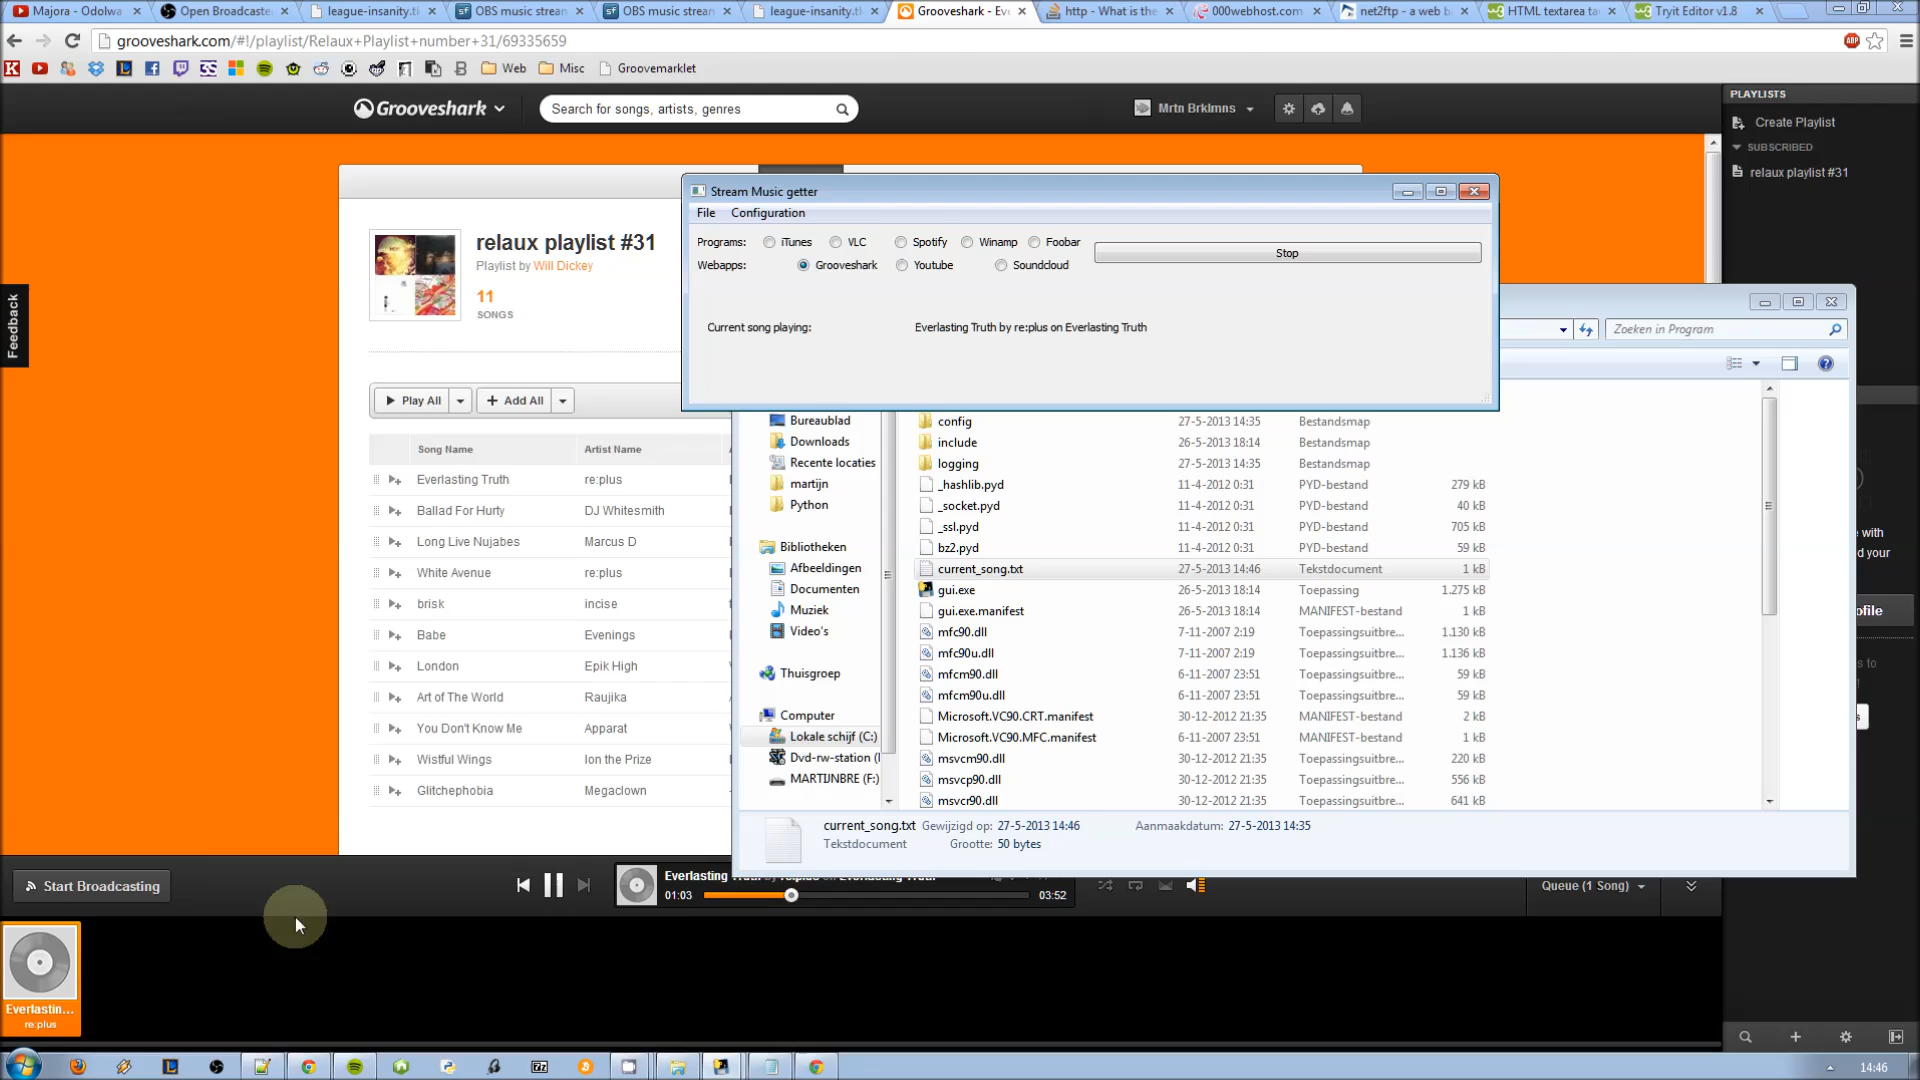 Majora - Odolwa
Open Broadcaste
league-insanity.tl
OBS music stream
OBS music stream
league-insanity.tl
Grooveshark - Ev
http - What is the
000webhost.com
net2ftp - a web b
HTML textarea ta
Tryit Editor v1.8
grooveshark.com/#!/playlist/Relaux+Playlist+number+31/69335659
ABP
Web
Misc
Groovemarklet
Grooveshark
Search for songs, artists, genres
Mrtn Brklmns
PLAYLISTS
Create Playlist
SUBSCRIBED
relaux playlist #31
Feedback
relaux playlist #31
Playlist by Will Dickey
11
SONGS
Play All
Add All
Song Name Artist Name
Everlasting Truth re:plus
Ballad For Hurty DJ Whitesmith
Long Live Nujabes Marcus D
White Avenue re:plus
brisk incise
Babe Evenings
London Epik High
Art of The World Raujika
You Don't Know Me Apparat
Wistful Wings Ion the Prize
Glitchephobia Megaclown
Stream Music getter
File Configuration
Programs: iTunes VLC Spotify Winamp Foobar
Stop
Webapps: Grooveshark Youtube Soundcloud
Current song playing: Everlasting Truth by re:plus on Everlasting Truth
Zoeken in Program
Bureaublad
Downloads
Recente locaties
martijn
Python
Bibliotheken
Afbeeldingen
Documenten
Muziek
Video's
Thuisgroep
Computer
Lokale schijf (C:)
Dvd-rw-station (
MARTIJNBRE (F:)
config 27-5-2013 14:35 Bestandsmap
include 26-5-2013 18:14 Bestandsmap
logging 27-5-2013 14:35 Bestandsmap
_hashlib.pyd 11-4-2012 0:31 PYD-bestand 279 kB
_socket.pyd 11-4-2012 0:31 PYD-bestand 40 kB
_ssl.pyd 11-4-2012 0:31 PYD-bestand 705 kB
bz2.pyd 11-4-2012 0:31 PYD-bestand 59 kB
current_song.txt 27-5-2013 14:46 Tekstdocument 1 kB
gui.exe 26-5-2013 18:14 Toepassing 1.275 kB
gui.exe.manifest 26-5-2013 18:14 MANIFEST-bestand 1 kB
mfc90.dll 7-11-2007 2:19 Toepassingsuitbre... 1.130 kB
mfc90u.dll 7-11-2007 2:19 Toepassingsuitbre... 1.136 kB
mfcm90.dll 6-11-2007 23:51 Toepassingsuitbre... 59 kB
mfcm90u.dll 6-11-2007 23:51 Toepassingsuitbre... 59 kB
Microsoft.VC90.CRT.manifest 30-12-2012 21:35 MANIFEST-bestand 2 kB
Microsoft.VC90.MFC.manifest 6-11-2007 23:51 MANIFEST-bestand 1 kB
msvcm90.dll 30-12-2012 21:35 Toepassingsuitbre... 220 kB
msvcp90.dll 30-12-2012 21:35 Toepassingsuitbre... 556 kB
msvcr90.dll 30-12-2012 21:35 Toepassingsuitbre... 641 kB
current_song.txt Gewijzigd op: 27-5-2013 14:46 Aanmaakdatum: 27-5-2013 14:35
Tekstdocument Grootte: 50 bytes
e with
d your
ofile
s to
Start Broadcasting
Everlasting
Everlasting Truth
01:03
03:52
Queue (1 Song)
Everlastin...
re:plus
14:46